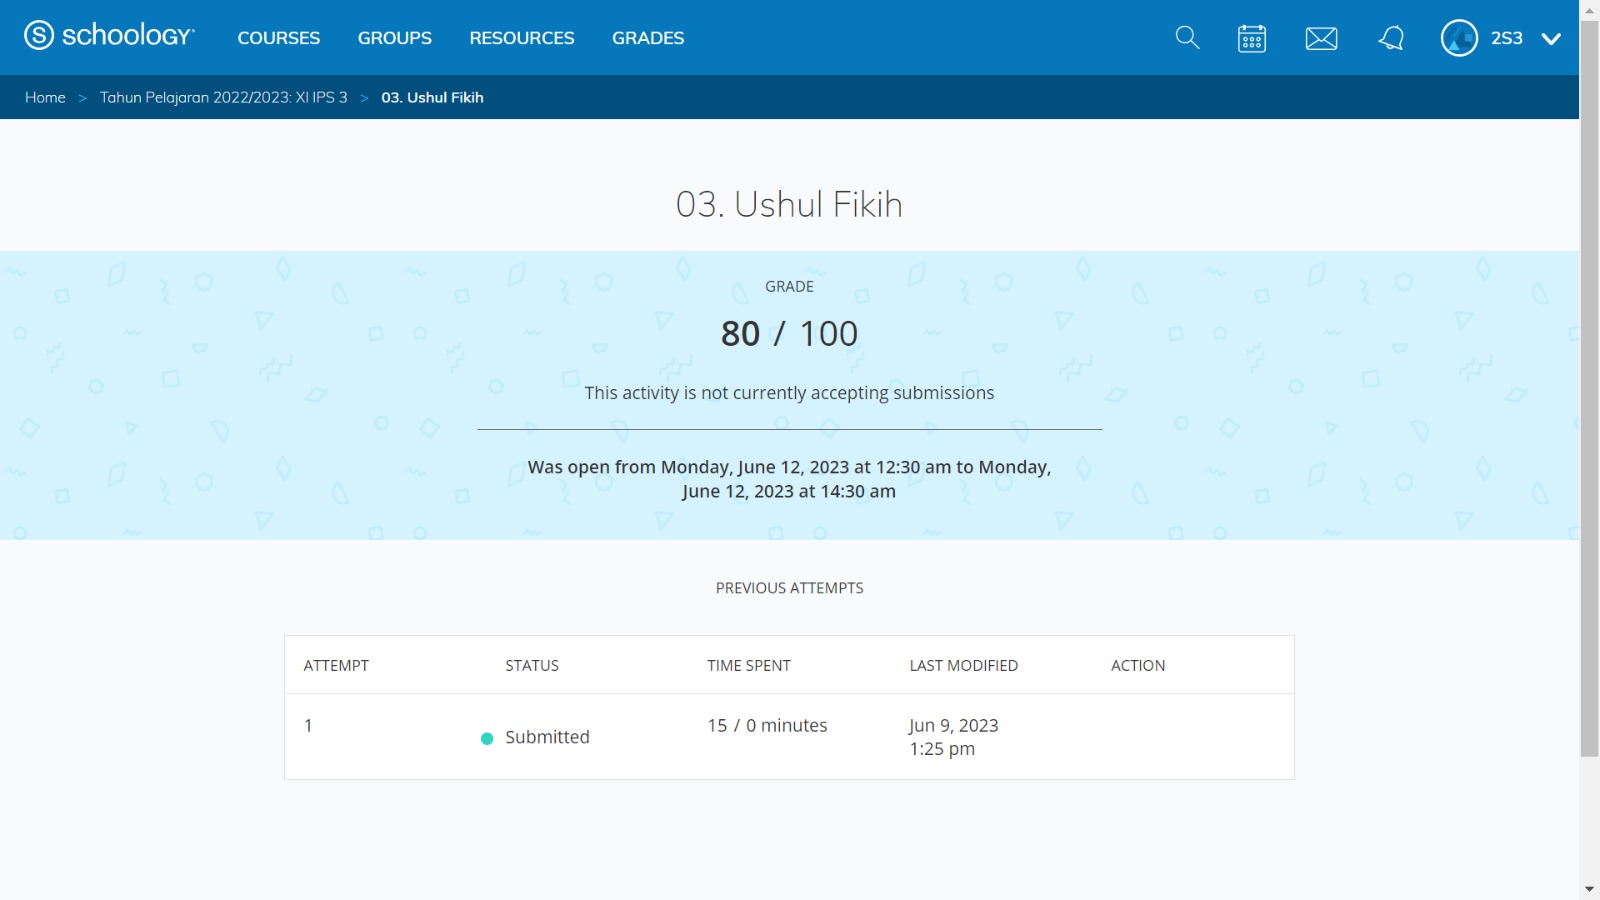 schoology
COURSES GROUPS RESOURCES GRADES 2S3
Home > Tahun Pelajaran 2022/2023: XI IPS 3 > 03. Ushul Fikih
03. Ushul Fikih
GRADE
80 / 100
This activity is not currently accepting submissions
Was open from Monday, June 12, 2023 at 12:30 am to Monday,
June 12, 2023 at 14:30 am
PREVIOUS ATTEMPTS
ATTEMPT STATUS TIME SPENT LAST MODIFIED ACTION
1 Submitted 15 / 0 minutes Jun 9, 2023
1:25 pm